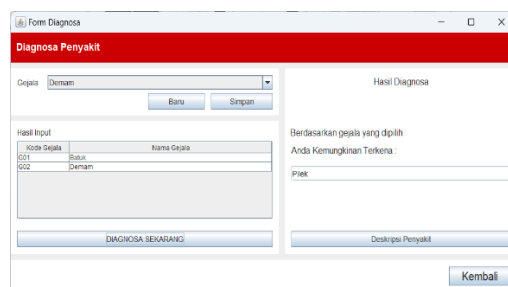 Form Diagnosa
Diagnosa Penyakit
Gejala Demam
Baru Simpan
Hasil Input
Kode Gejala Nama Gejala
G01 Batuk
G02 Demam
DIAGNOSA SEKARANG
Hasil Diagnosa
Berdasarkan gejala yang dipilih
Anda Kemungkinan Terkena :
Pilek
Deskripsi Penyakit
Kembali